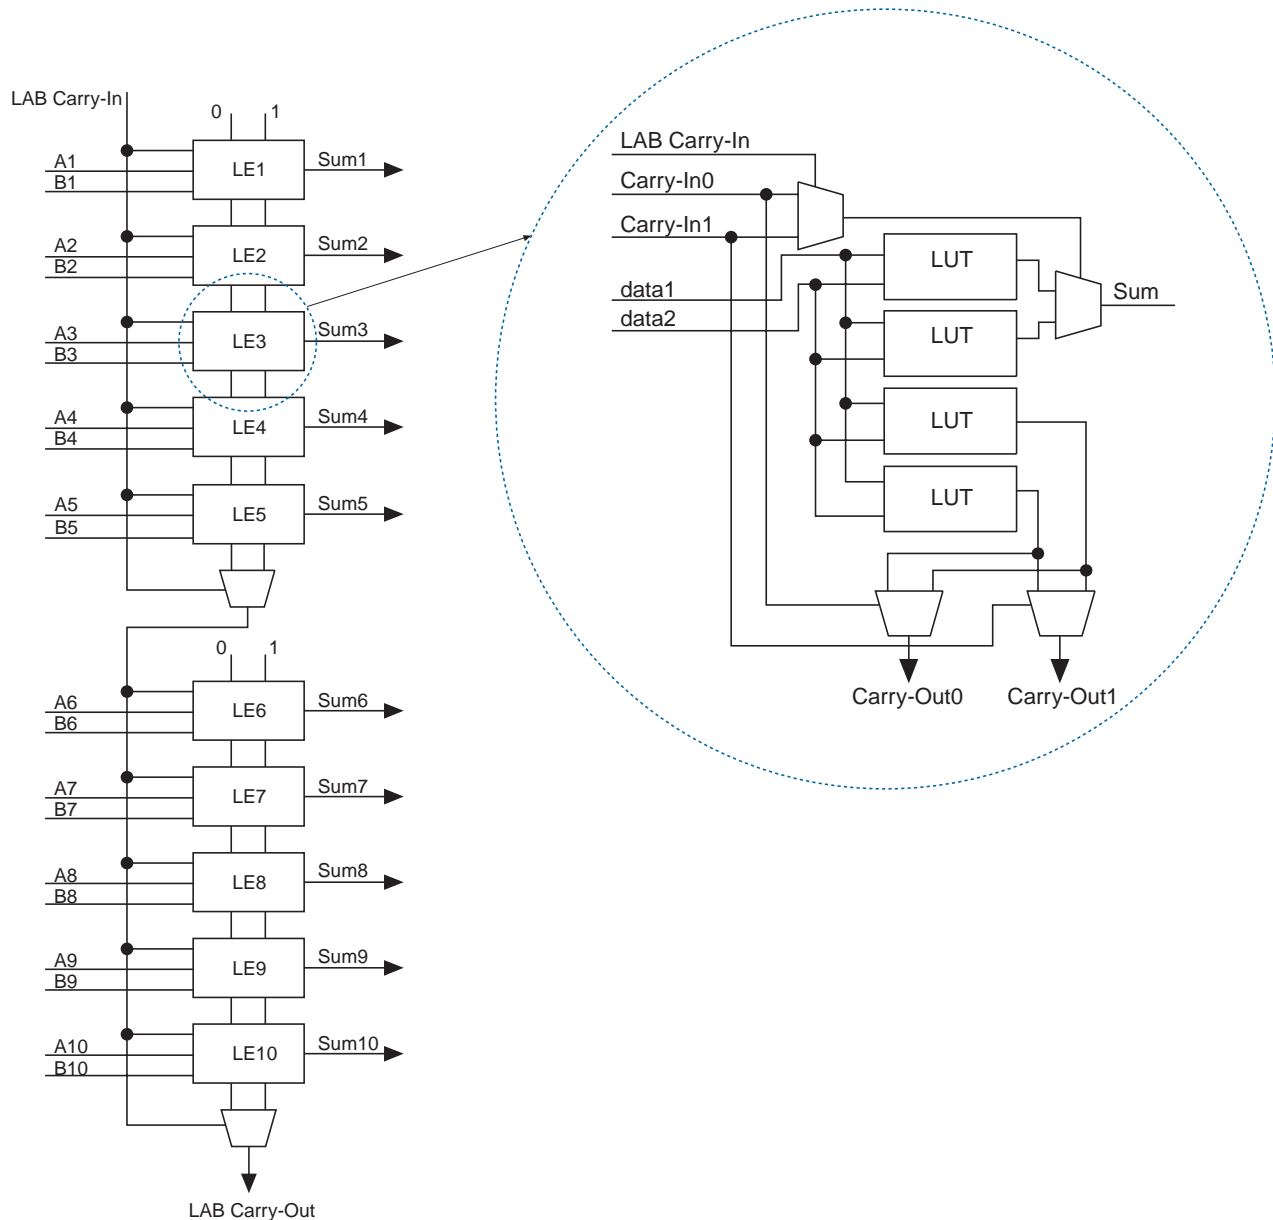 LAB Carry-In
0 1
A1
B1
LE1
Sum1
A2
B2
LE2
Sum2
A3
B3
LE3
Sum3
A4
B4
LE4
Sum4
A5
B5
LE5
Sum5
0 1
A6
B6
LE6
Sum6
A7
B7
LE7
Sum7
A8
B8
LE8
Sum8
A9
B9
LE9
Sum9
A10
B10
LE10
Sum10
LAB Carry-Out
LAB Carry-In
Carry-In0
Carry-In1
data1
data2
LUT
LUT
LUT
LUT
Sum
Carry-Out0
Carry-Out1